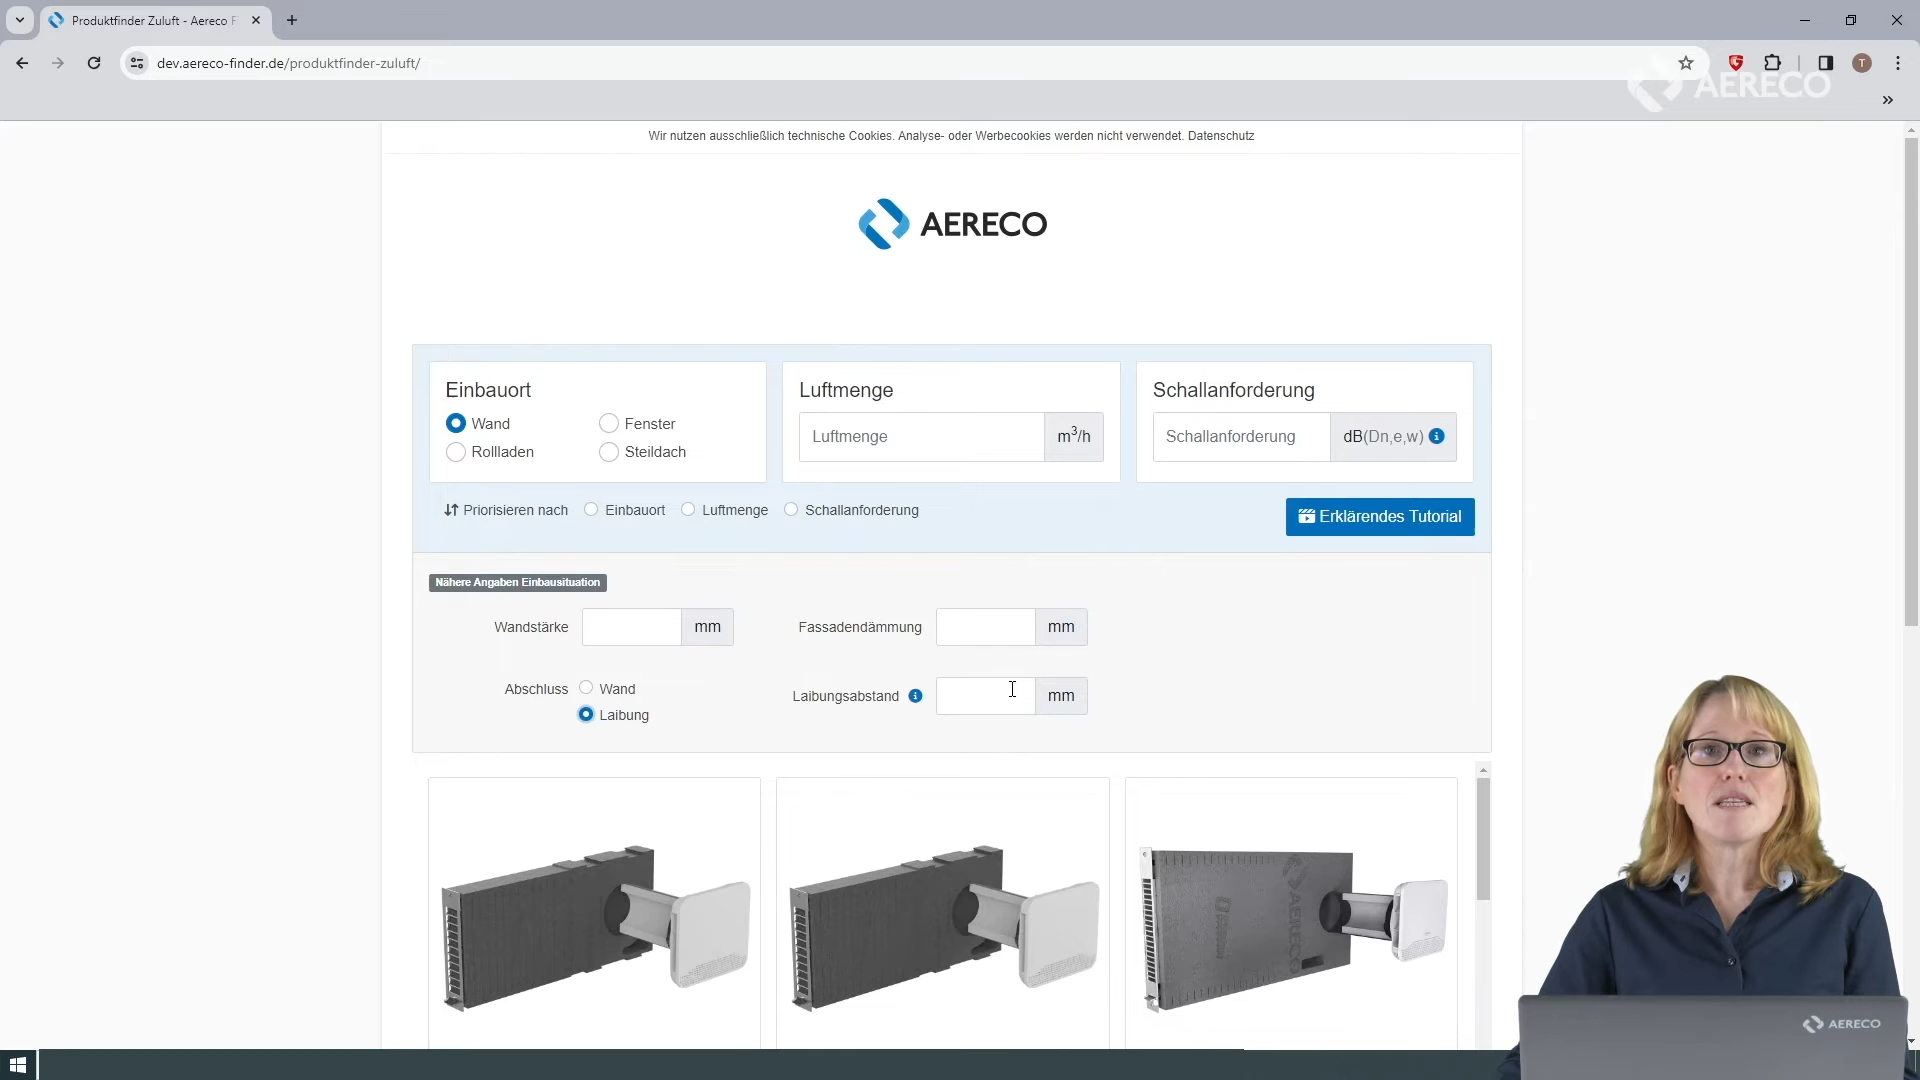 Produktfinder Zuluft - Aereco F
dev.aereco-finder.de/produktfinder-zuluft/
T
AERECO
Wir nutzen ausschließlich technische Cookies. Analyse- oder Werbecookies werden nicht verwendet. Datenschutz
AERECO
Einbauort
Wand
Fenster
Rollladen
Steildach
Luftmenge
Luftmenge
m³/h
Schallanforderung
Schallanforderung
dB(Dn,e,w)
Priorisieren nach
Einbauort
Luftmenge
Schallanforderung
Erklärendes Tutorial
Nähere Angaben Einbausituation
Wandstärke
mm
Fassadendämmung
mm
Abschluss
Wand
Laibung
Laibungsabstand
mm
AERECO
AERECO